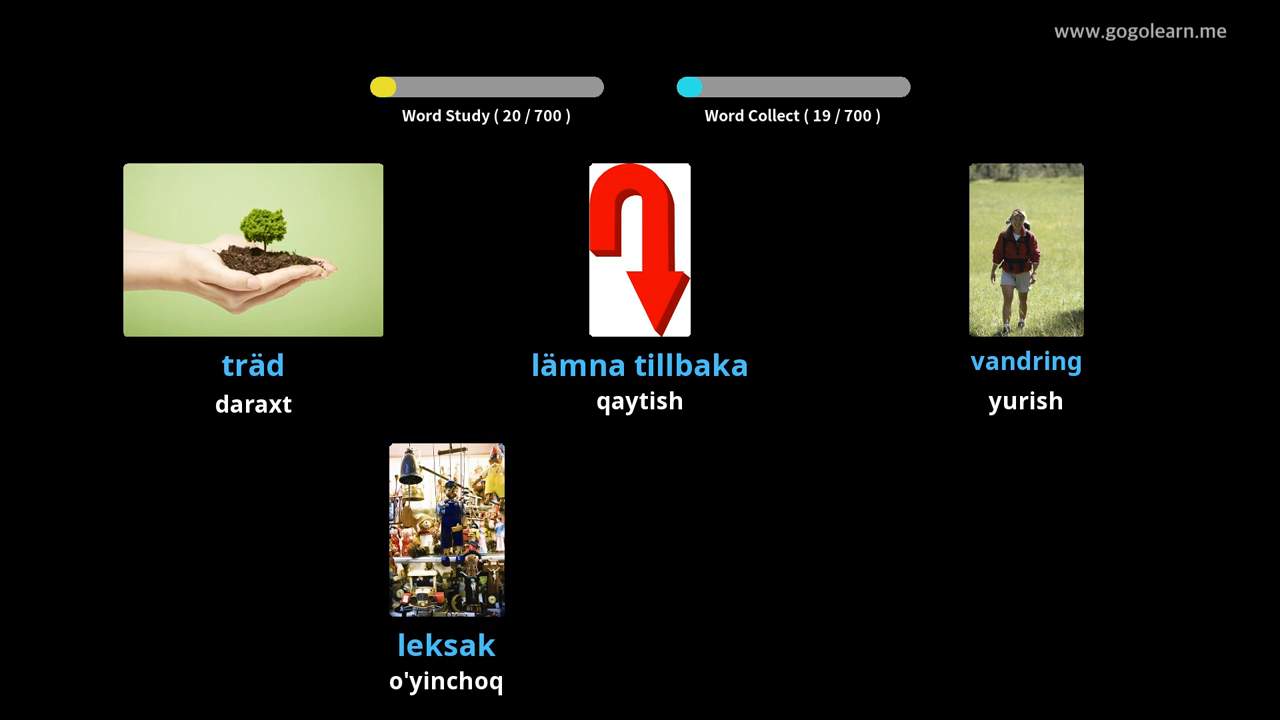 www.gogolearn.me
Word Study ( 20 / 700 )
Word Collect ( 19 / 700 )
träd
daraxt
lämna tillbaka
qaytish
vandring
yurish
leksak
o'yinchoq